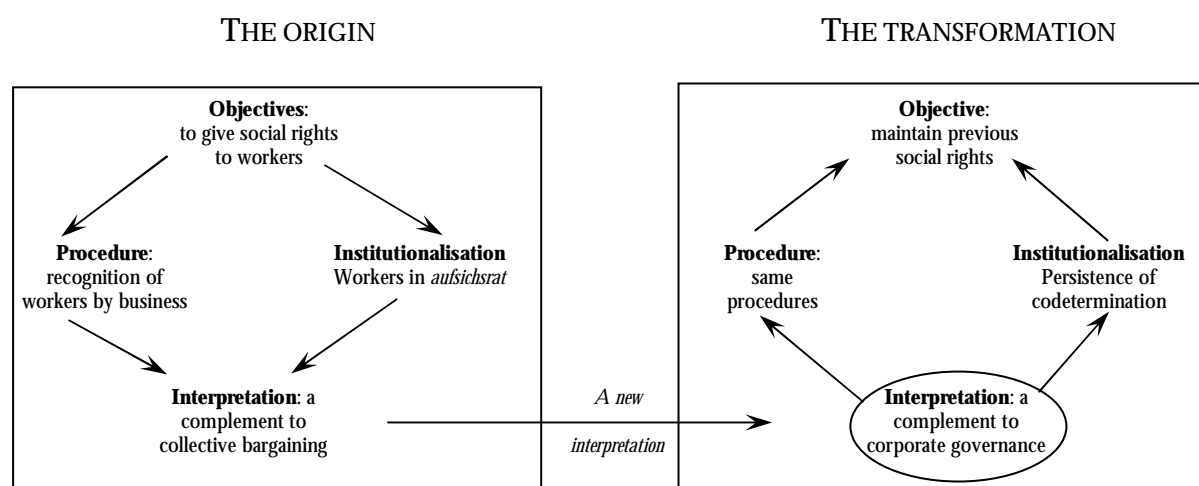 THE ORIGIN
Objectives:
to give social rights
to workers
Procedure:
recognition of
workers by business
Institutionalisation
Workers in aufsichsrat
Interpretation: a
complement to
collective bargaining
A new
interpretation
THE TRANSFORMATION
Objective:
maintain previous
social rights
Procedure:
same
procedures
Institutionalisation
Persistence of
codetermination
Interpretation: a
complement to
corporate governance